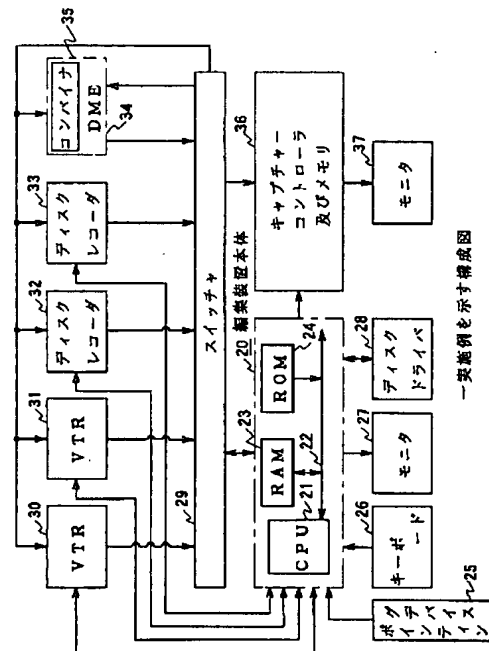 30
VTR
31
VTR
32
ディスク
レコーダ
33
ディスク
レコーダ
35
コンバイナ
DME
34
29
スイッチャ
20
編集装置本体
23
RAM
24
ROM
22
21
CPU
36
キャプチャー
コントローラ
及びメモリ
37
モニタ
25
ポインティング
デバイス
26
キーボード
27
モニタ
28
ディスク
ドライバ
一実施例を示す構成図